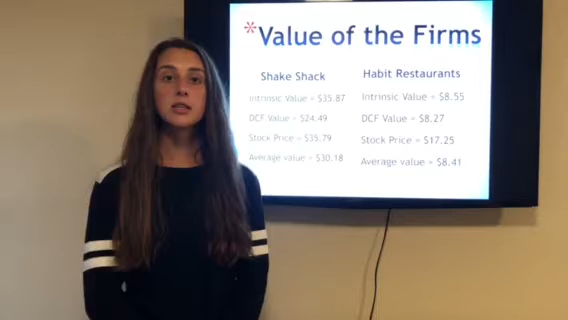 *Value of the Firms
Shake Shack
Intrinsic Value = $35.87
DCF Value = $24.49
Stock Price = $35.79
Average value = $30.18
Habit Restaurants
Intrinsic Value = $8.55
DCF Value = $8.27
Stock Price = $17.25
Average value = $8.41